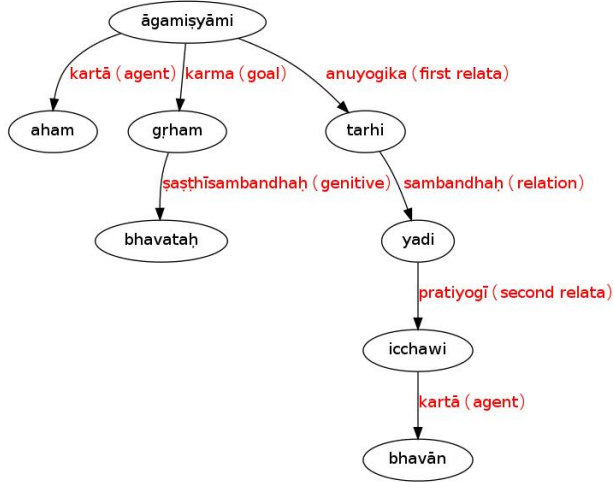 āgamiṣyāmi
kartā (agent) karma (goal) anuyogika (first relata)
aham gṛham tarhi
ṣaṣṭhīsambandhaḥ (genitive) sambandhaḥ (relation)
bhavataḥ yadi
pratiyogī (second relata)
icchawi
kartā (agent)
bhavān